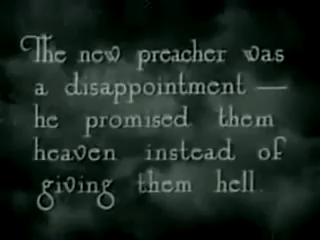 The new preacher was
a disappointment —
he promised them
heaven instead of
giving them hell.